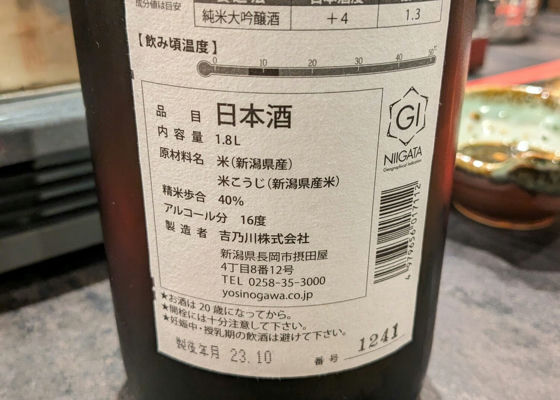 成分値は目安
純米大吟醸酒 +4 1.3
【飲み頃温度】
0 10 20 30 40 50°
品目 日本酒
内容量 1.8L
原材料名 米(新潟県産)
米こうじ(新潟県産米)
精米歩合 40%
アルコール分 16度
製造者 吉乃川株式会社
新潟県長岡市摂田屋
4丁目8番12号
TEL 0258-35-3000
yosinogawa.co.jp
GI
NIIGATA
Geographical Indication
4 979656 017112
★お酒は20歳になってから。
★開栓には十分注意して下さい。
★妊娠中・授乳期の飲酒は避けて下さい。
製造年月 23.10
番号 1241